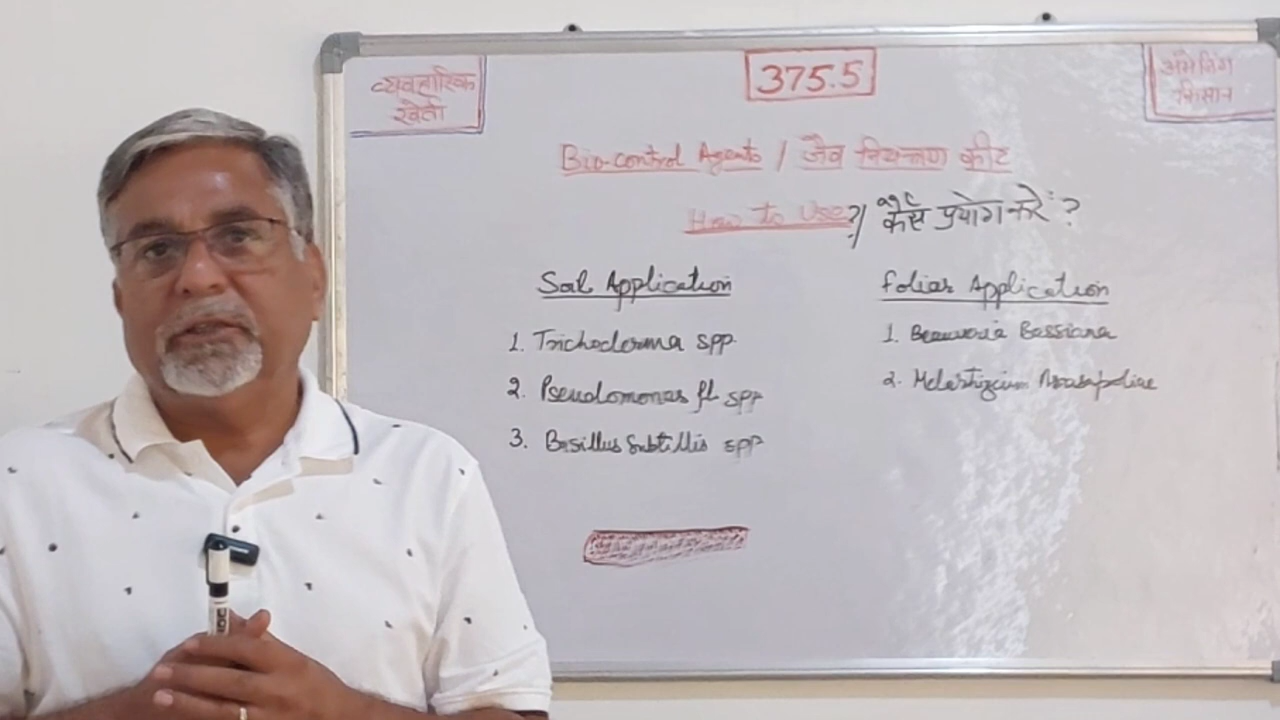 व्यवहारिक
खेती
375.5
अमेजिंग
किसान
Bio-control Agents / जैव नियन्त्रण कीट
How to Use?/ कैसे प्रयोग करें ?
Soil Application
1. Trichoderma spp.
2. Pseudomonas fl spp
3. Basillus Subtillis spp
Foliar Application
1. Beauveria Bassiana
2.